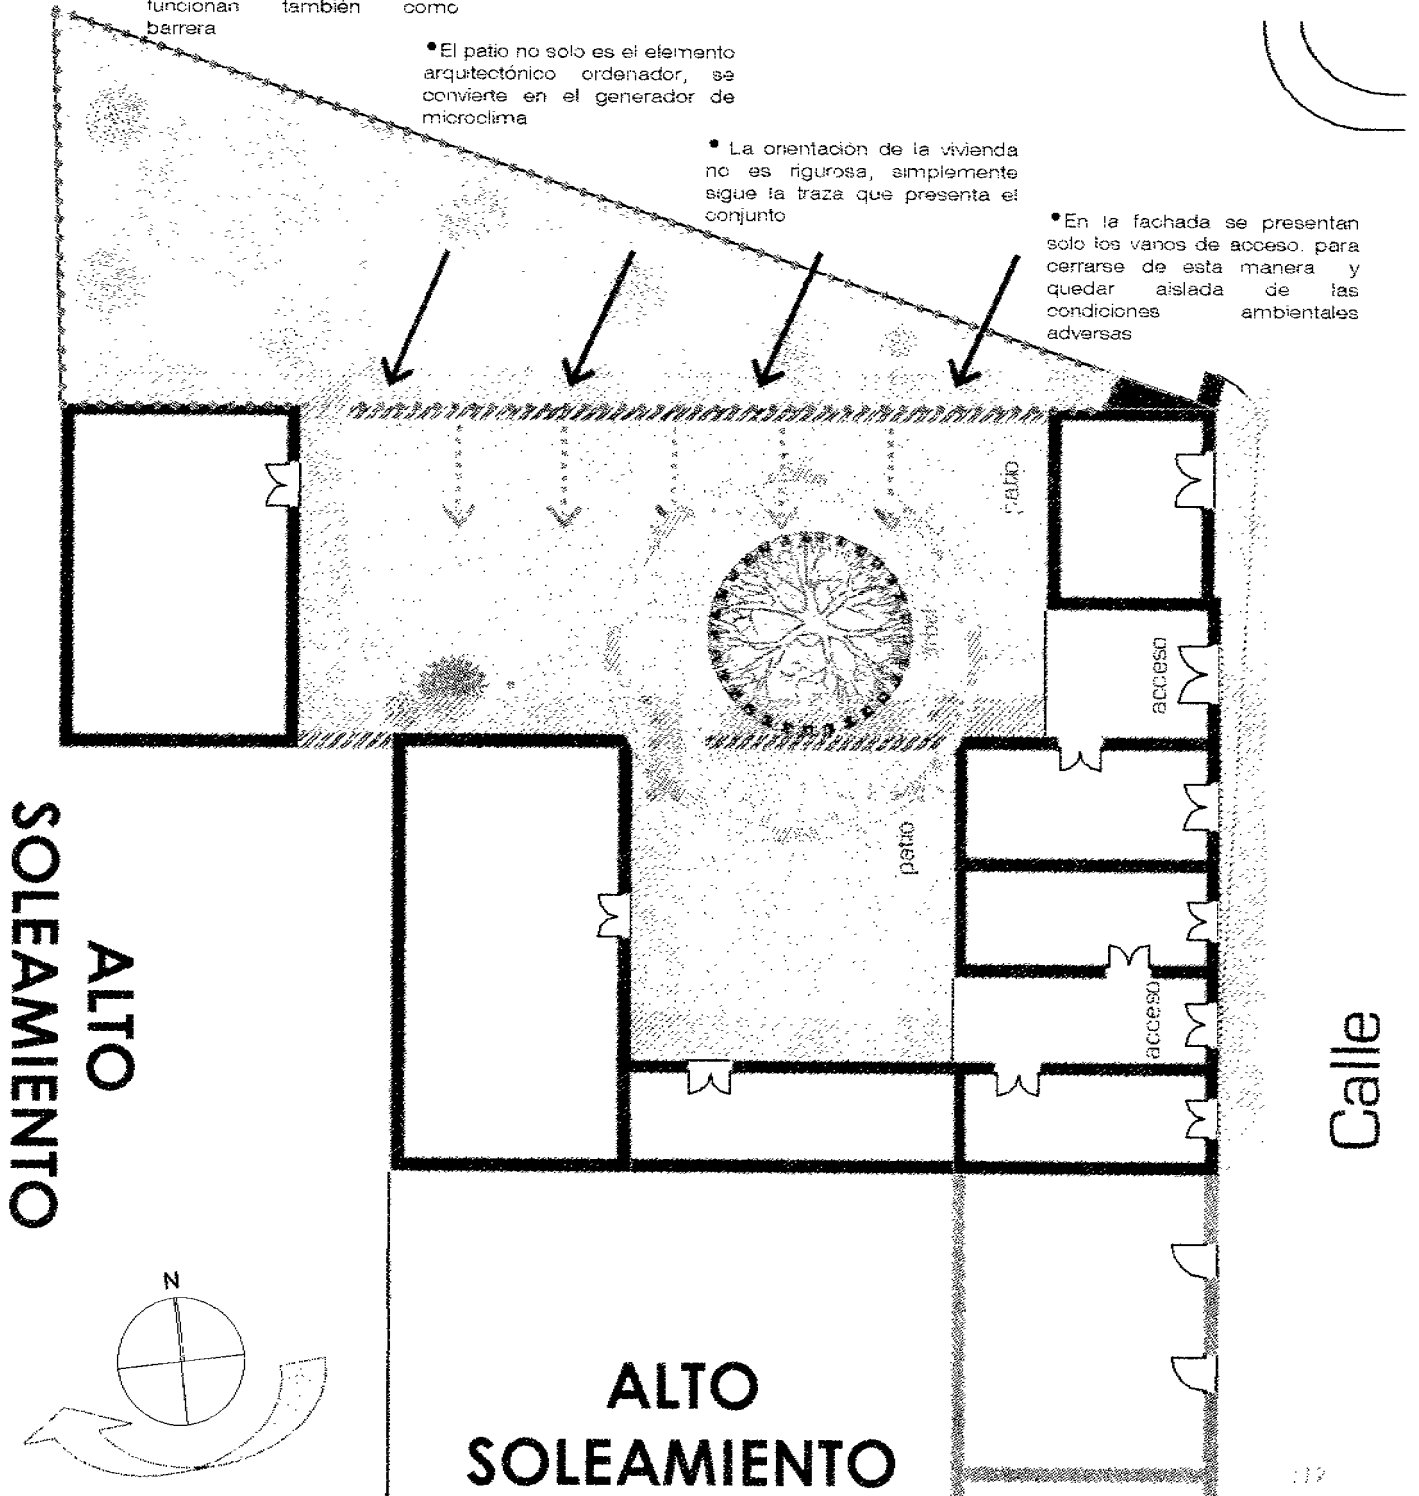 funcionan también como
barrera
•El patio no solo es el elemento
arquitectónico ordenador, se
convierte en el generador de
microclima
• La orientación de la vivienda
no es rigurosa, simplemente
sigue la traza que presenta el
conjunto
•En la fachada se presentan
solo los vanos de acceso. para
cerrarse de esta manera y
quedar aislada de las
condiciones ambientales
adversas
patio
acceso
patio
acceso
Calle
ALTO
SOLEAMIENTO
N
ALTO
SOLEAMIENTO